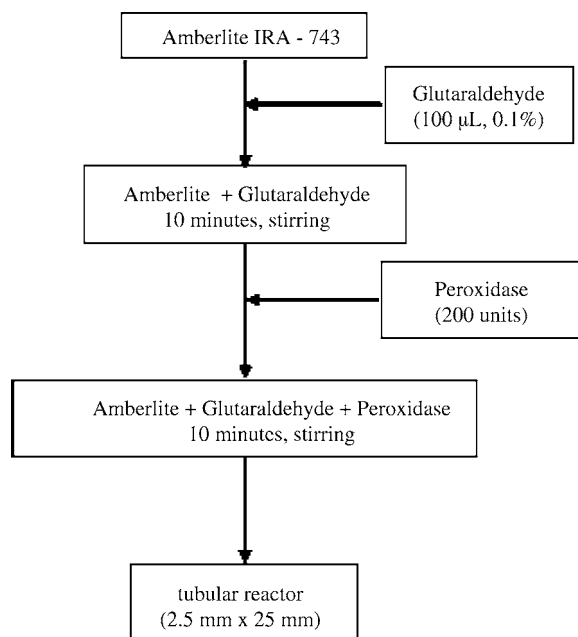 Amberlite IRA - 743
Glutaraldehyde
(100 µL, 0.1%)
Amberlite + Glutaraldehyde
10 minutes, stirring
Peroxidase
(200 units)
Amberlite + Glutaraldehyde + Peroxidase
10 minutes, stirring
tubular reactor
(2.5 mm x 25 mm)